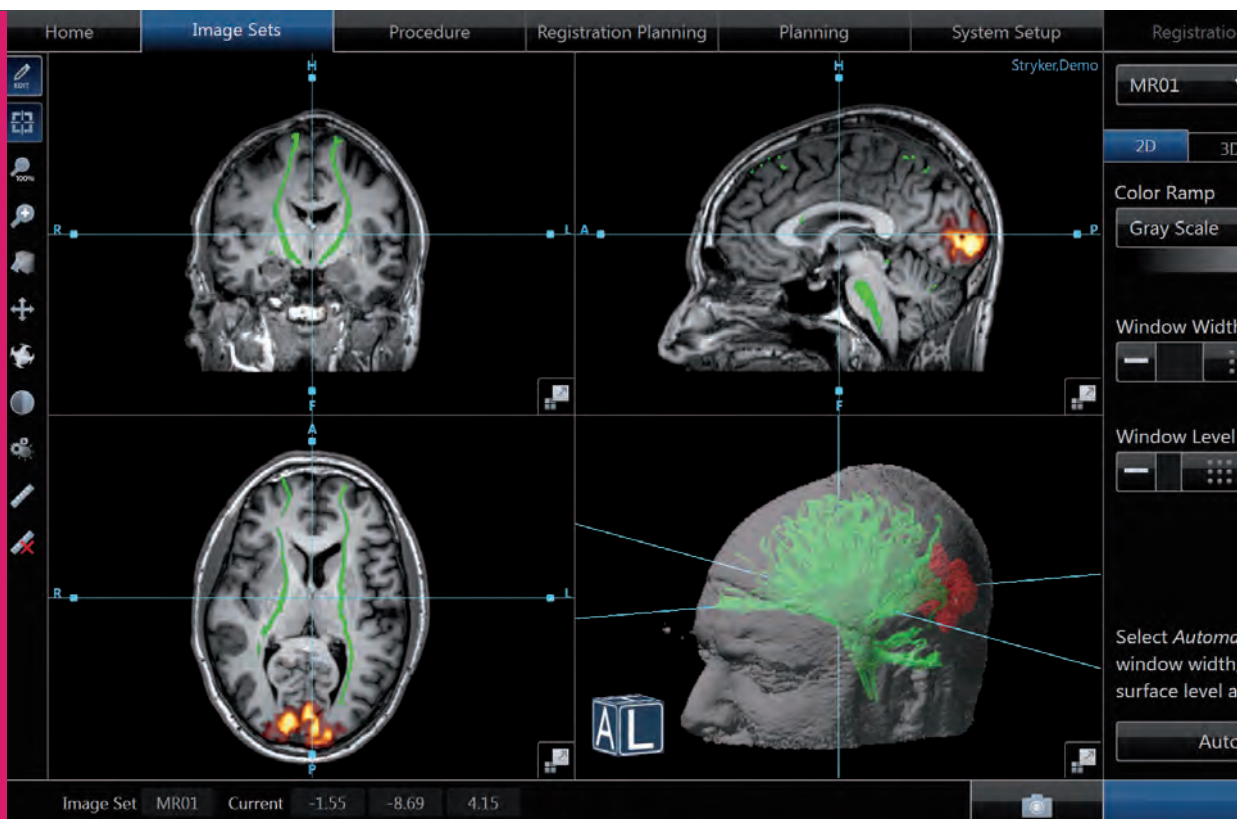 Home Image Sets Procedure Registration Planning Planning System Setup Registratio
EDIT
100%
H
R L
F
Stryker,Demo
H
A P
F
A
R L
P
A L
MR01
2D 3D
Color Ramp
Gray Scale
Window Width
Window Level
Select Automa
window width,
surface level a
Auto
Image Set MR01 Current -1.55 -8.69 4.15